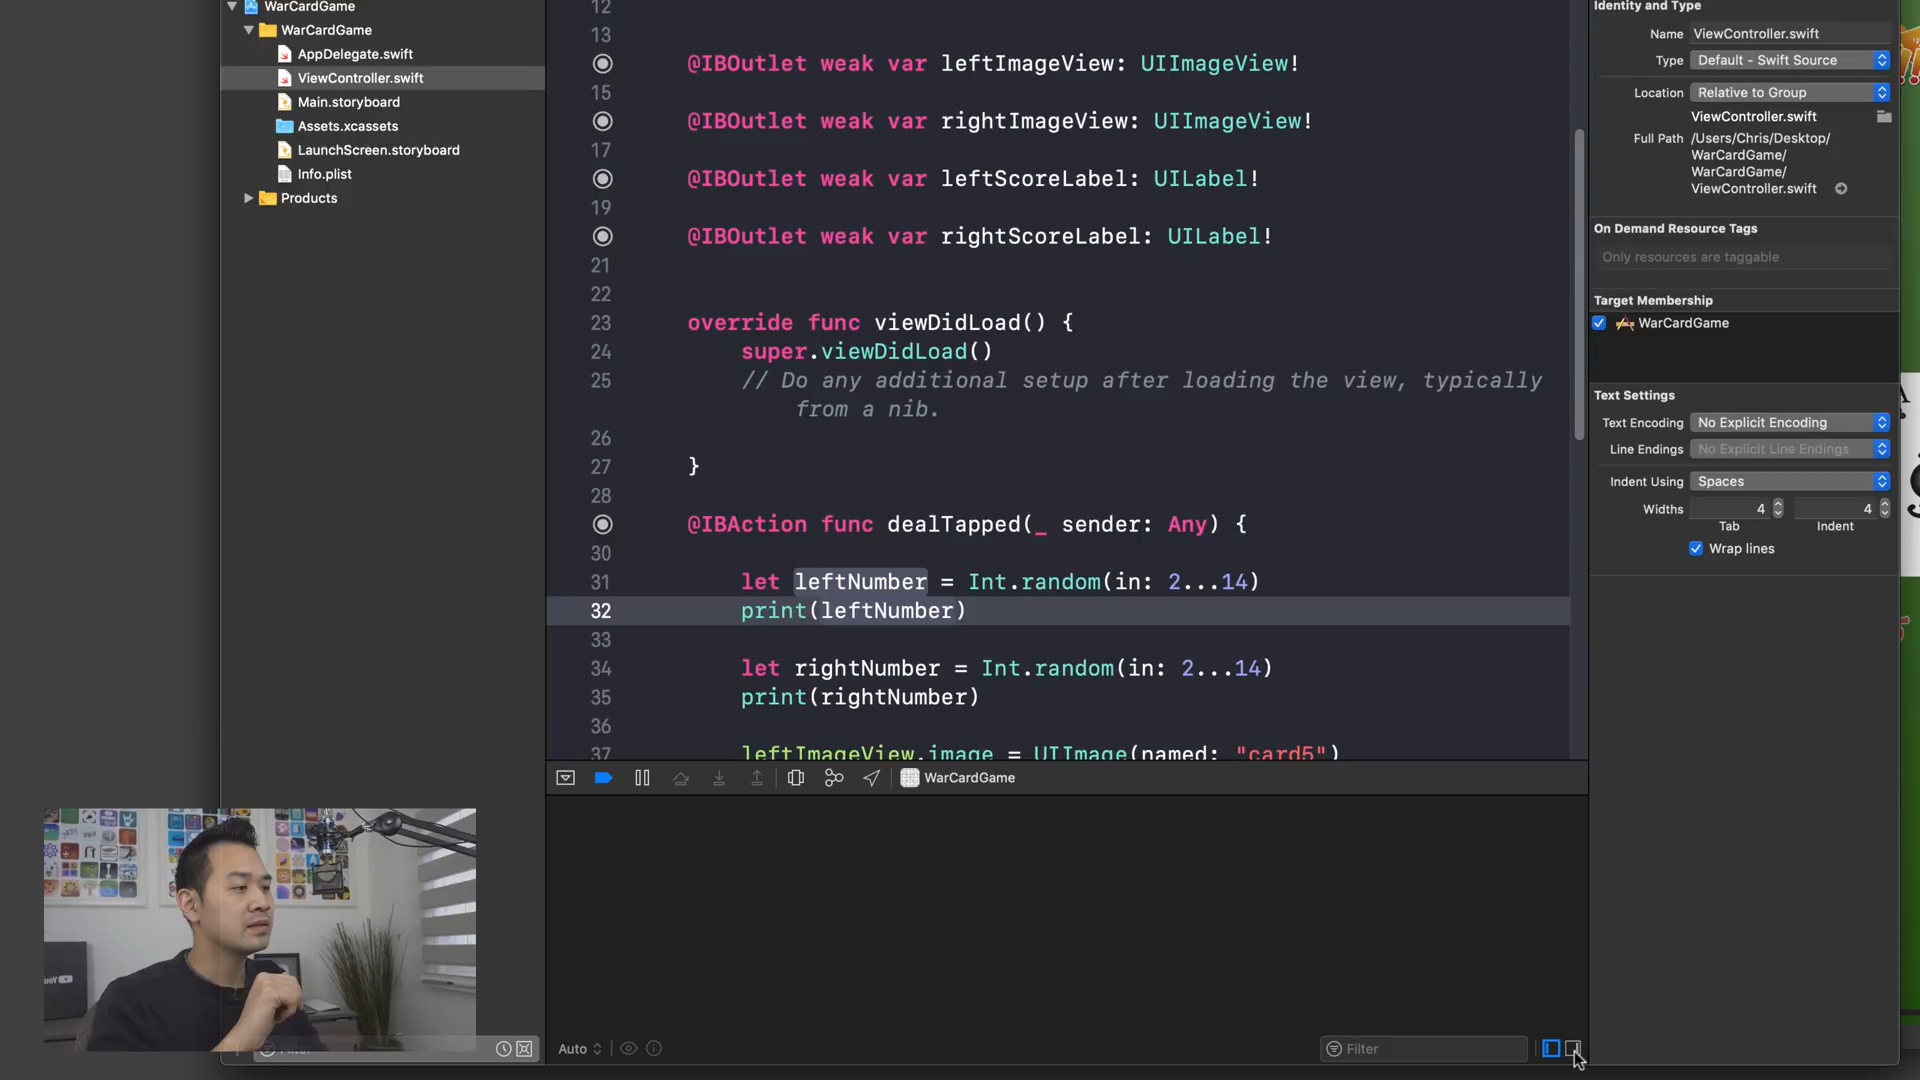 WarCardGame
WarCardGame
AppDelegate.swift
ViewController.swift
Main.storyboard
Assets.xcassets
LaunchScreen.storyboard
Info.plist
Products
12
13
@IBOutlet weak var leftImageView: UIImageView!
15
@IBOutlet weak var rightImageView: UIImageView!
17
@IBOutlet weak var leftScoreLabel: UILabel!
19
@IBOutlet weak var rightScoreLabel: UILabel!
21
22
23 override func viewDidLoad() {
24 super.viewDidLoad()
25 // Do any additional setup after loading the view, typically
from a nib.
26
27 }
28
@IBAction func dealTapped(_ sender: Any) {
30
31 let leftNumber = Int.random(in: 2...14)
32 print(leftNumber)
33
34 let rightNumber = Int.random(in: 2...14)
35 print(rightNumber)
36
37 leftImageView.image = UIImage(named: "card5")
WarCardGame
Auto
Filter
Filter
Identity and Type
Name ViewController.swift
Type Default - Swift Source
Location Relative to Group
ViewController.swift
Full Path /Users/Chris/Desktop/
WarCardGame/
WarCardGame/
ViewController.swift
On Demand Resource Tags
Only resources are taggable
Target Membership
WarCardGame
Text Settings
Text Encoding No Explicit Encoding
Line Endings No Explicit Line Endings
Indent Using Spaces
Widths 4 4
Tab Indent
Wrap lines